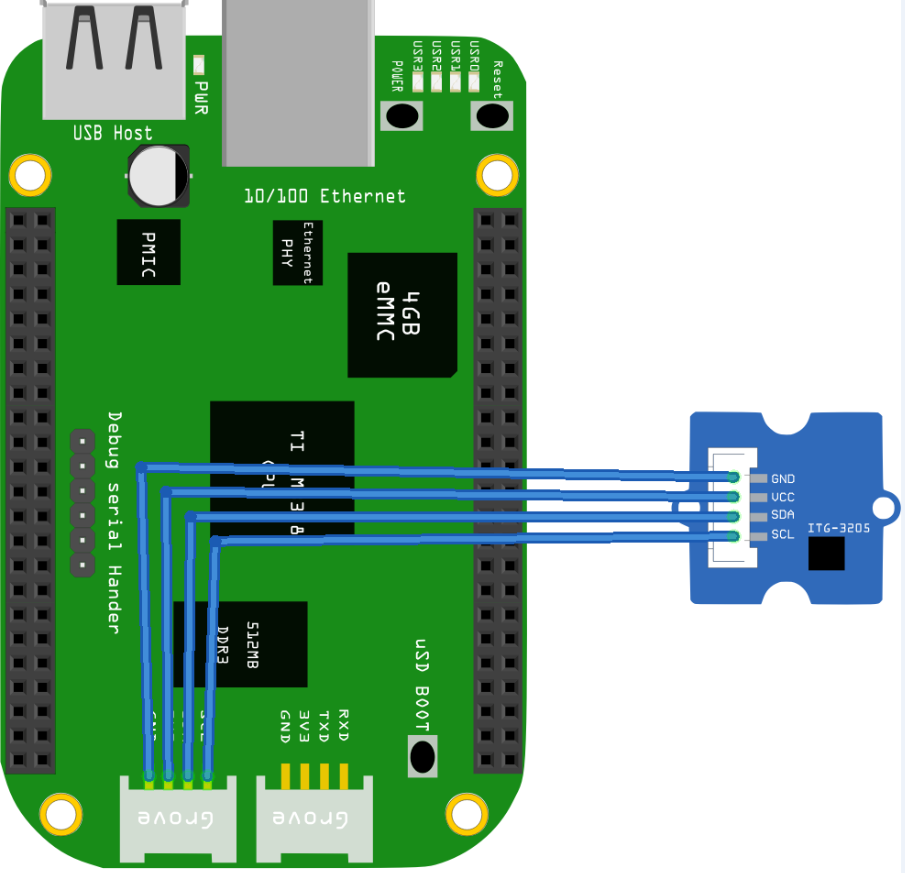 USR3
USR2
USR1
USR0
POWER
Reset
PWR
USB Host
10/100 Ethernet
PMIC
Ethernet
PHY
4GB
eMMC
Debug serial Hander
TI
GND
VCC
SDA
SCL
ITG-3205
512MB
DDR3
uSD BOOT
GND
3V3
TXD
RXD
Grove
Grove